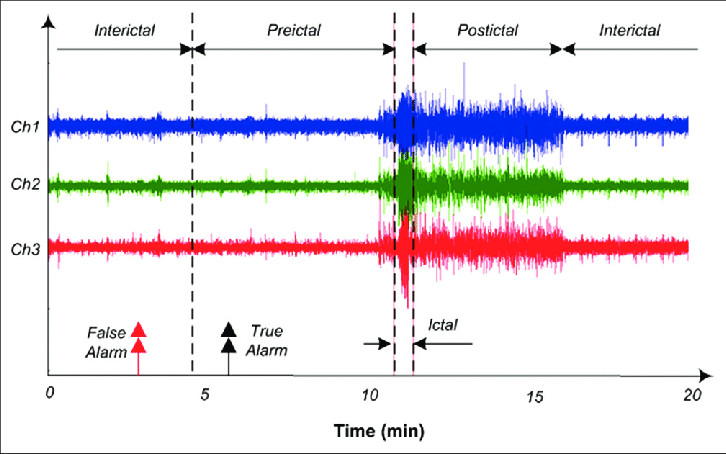 Interictal Preictal Postictal Interictal
Ch1
Ch2
Ch3
False True
Alarm Alarm
Ictal
0 5 10 15 20
Time (min)